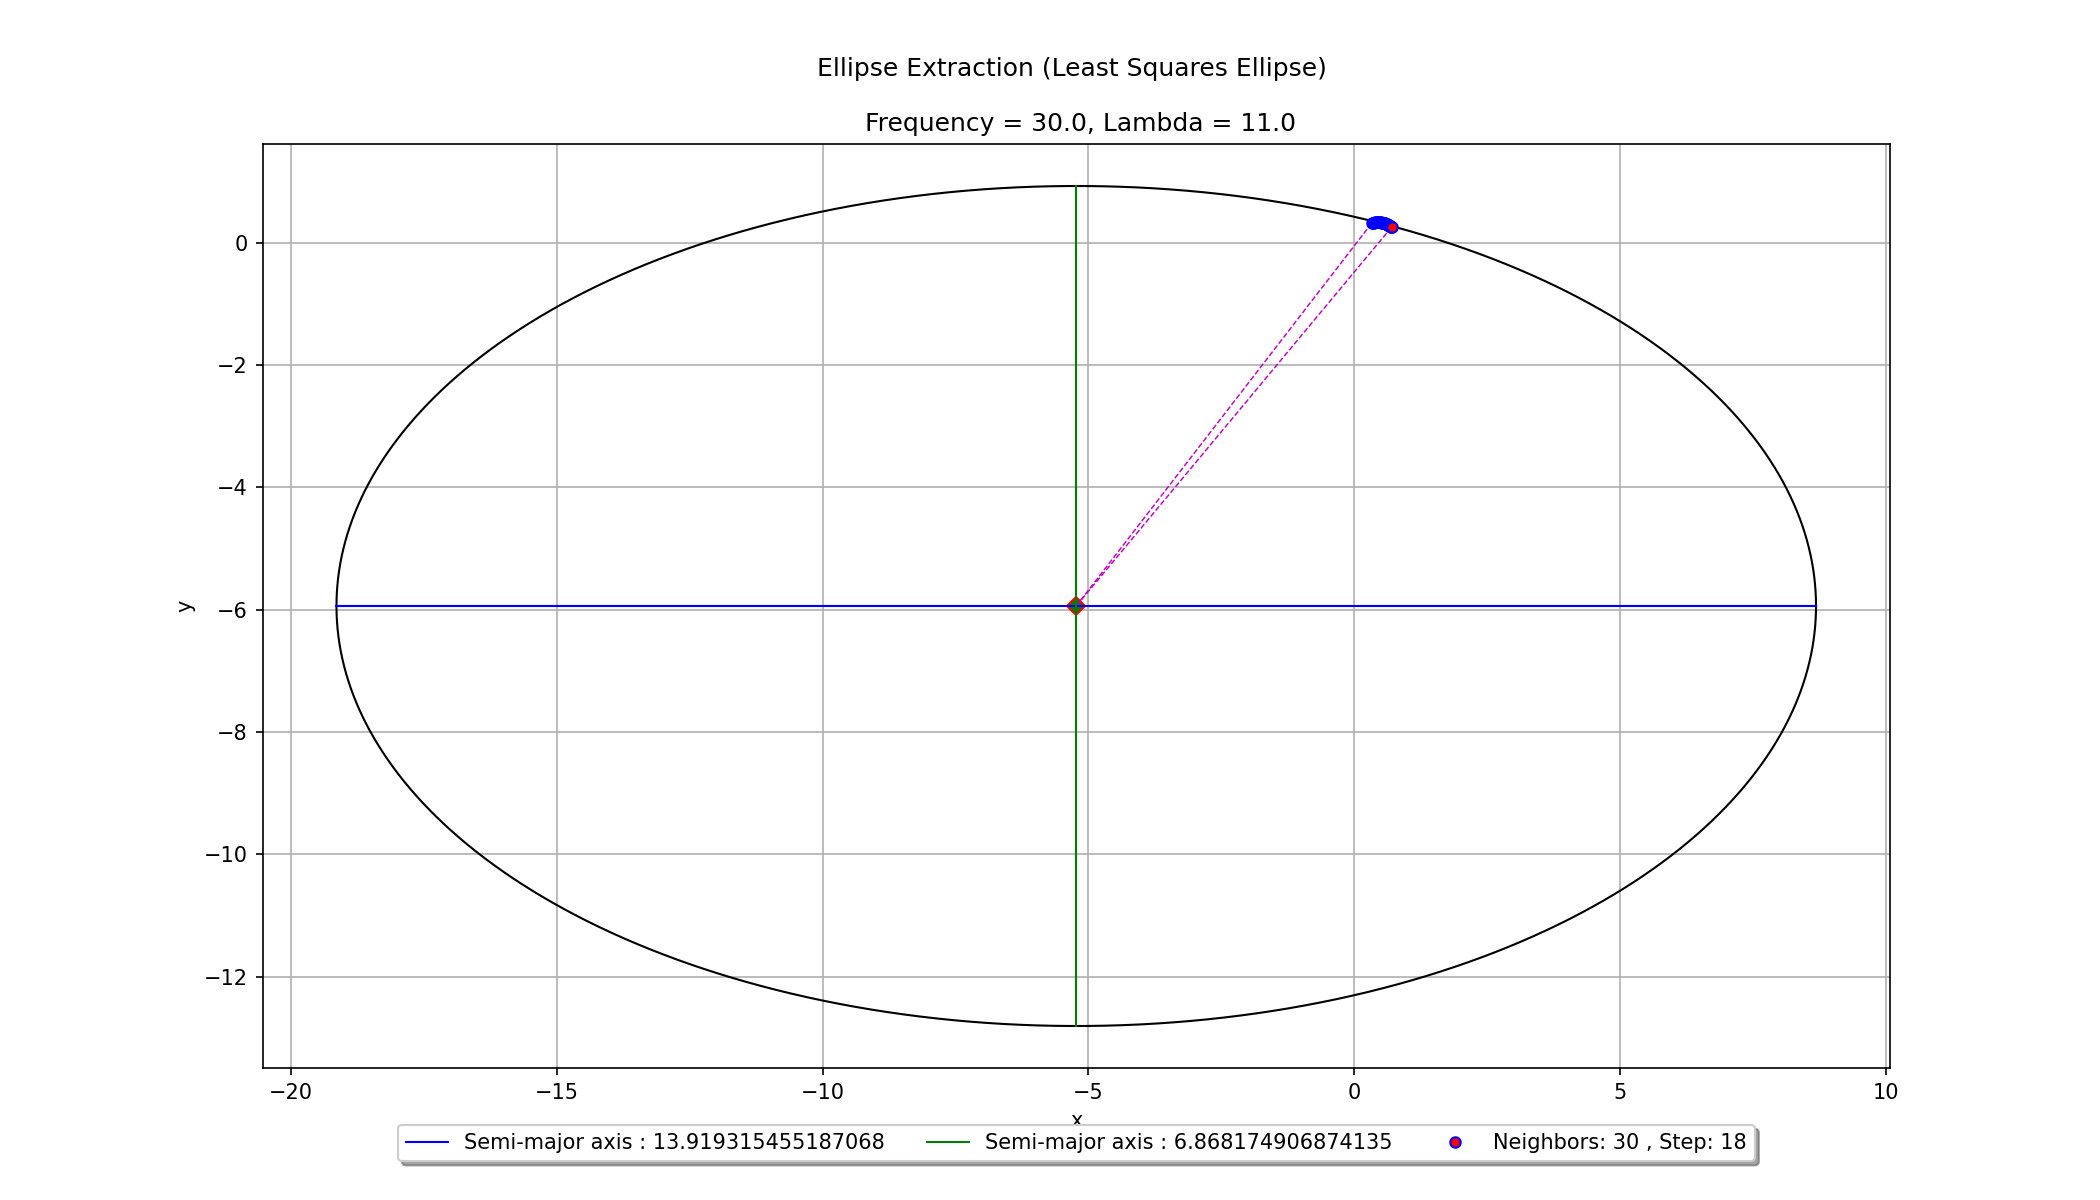 Ellipse Extraction (Least Squares Ellipse)
Frequency = 30.0, Lambda = 11.0
y
0
−2
−4
−6
−8
−10
−12
−20 −15 −10 −5 0 5 10
x
Semi-major axis : 13.919315455187068 Semi-major axis : 6.868174906874135 Neighbors: 30 , Step: 18